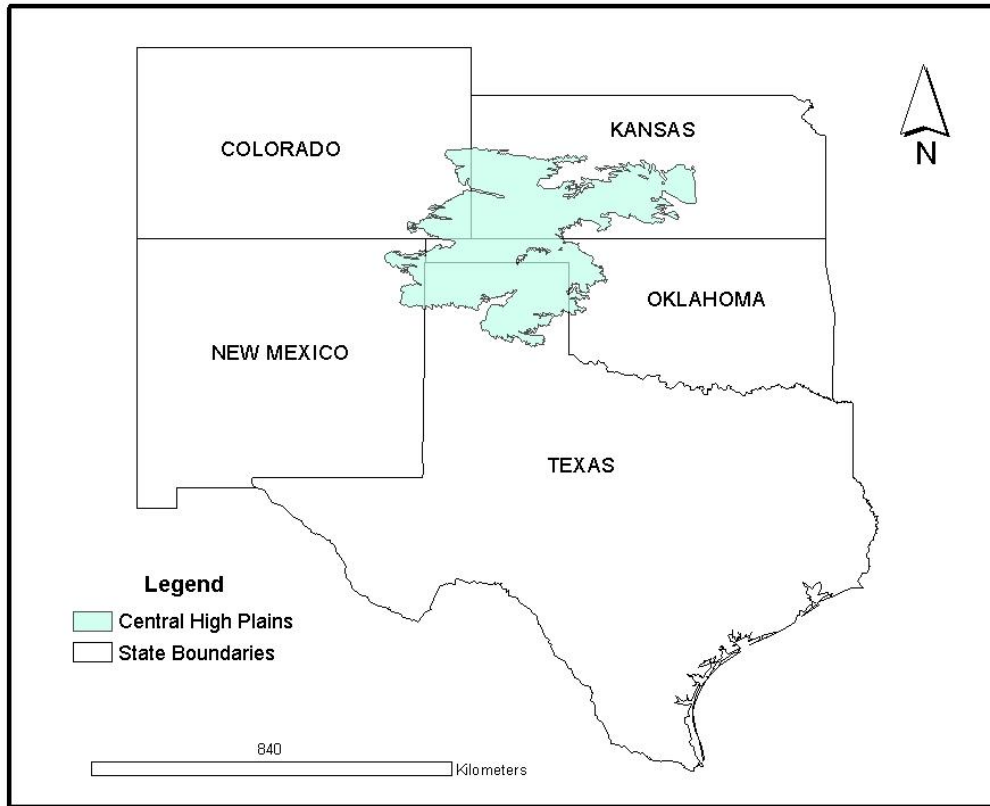 KANSAS
COLORADO
N
OKLAHOMA
NEW MEXICO
TEXAS
Legend
Central High Plains
State Boundaries
840
Kilometers